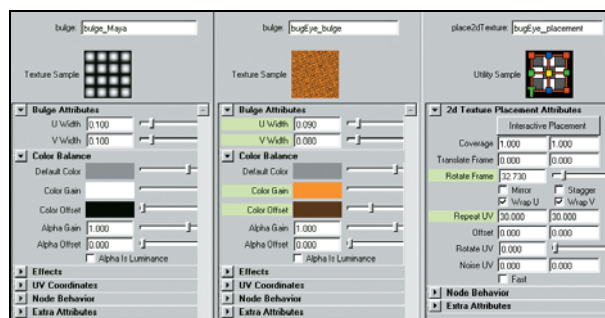 bulge: bulge_Maya
Texture Sample
Bulge Attributes
U Width 0.100
V Width 0.100
Color Balance
Default Color
Color Gain
Color Offset
Alpha Gain 1.000
Alpha Offset 0.000
Alpha Is Luminance
Effects
UV Coordinates
Node Behavior
Extra Attributes
bulge: bugEye_bulge
Texture Sample
Bulge Attributes
U Width 0.090
V Width 0.080
Color Balance
Default Color
Color Gain
Color Offset
Alpha Gain 1.000
Alpha Offset 0.000
Alpha Is Luminance
Effects
UV Coordinates
Node Behavior
Extra Attributes
place2dTexture: bugEye_placement
Utility Sample
2d Texture Placement Attributes
Interactive Placement
Coverage 1.000 1.000
Translate Frame 0.000 0.000
Rotate Frame 32.730
Mirror Stagger
Wrap U Wrap V
Repeat UV 30.000 30.000
Offset 0.000 0.000
Rotate UV 0.000
Noise UV 0.000 0.000
Fast
Node Behavior
Extra Attributes